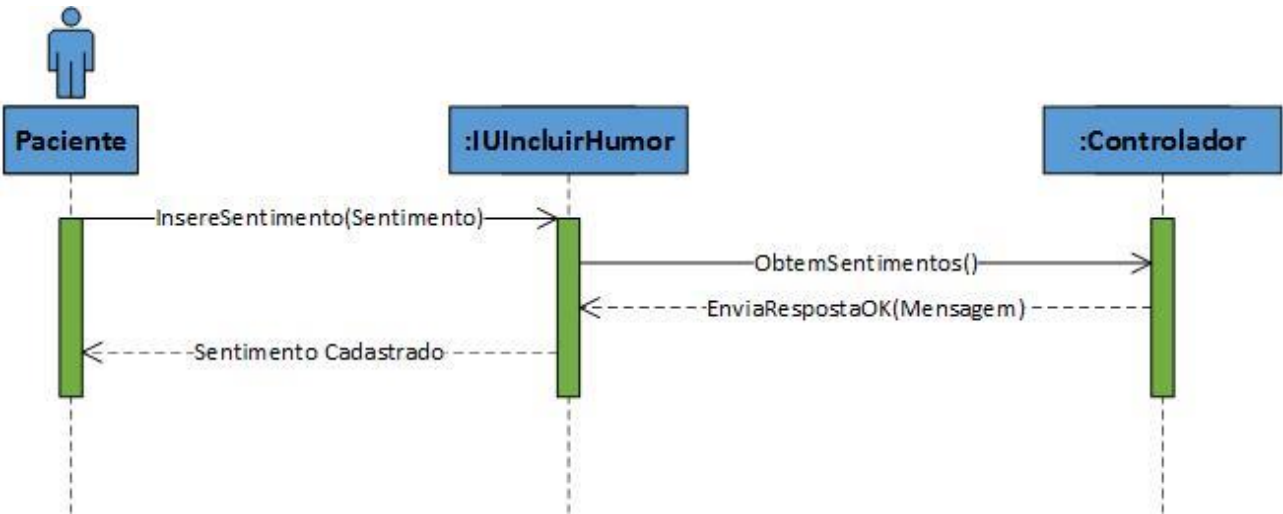 Paciente
:IUIncluirHumor
:Controlador
InsereSentimento(Sentimento)
ObtemSentimentos()
EnviaRespostaOK(Mensagem)
Sentimento Cadastrado